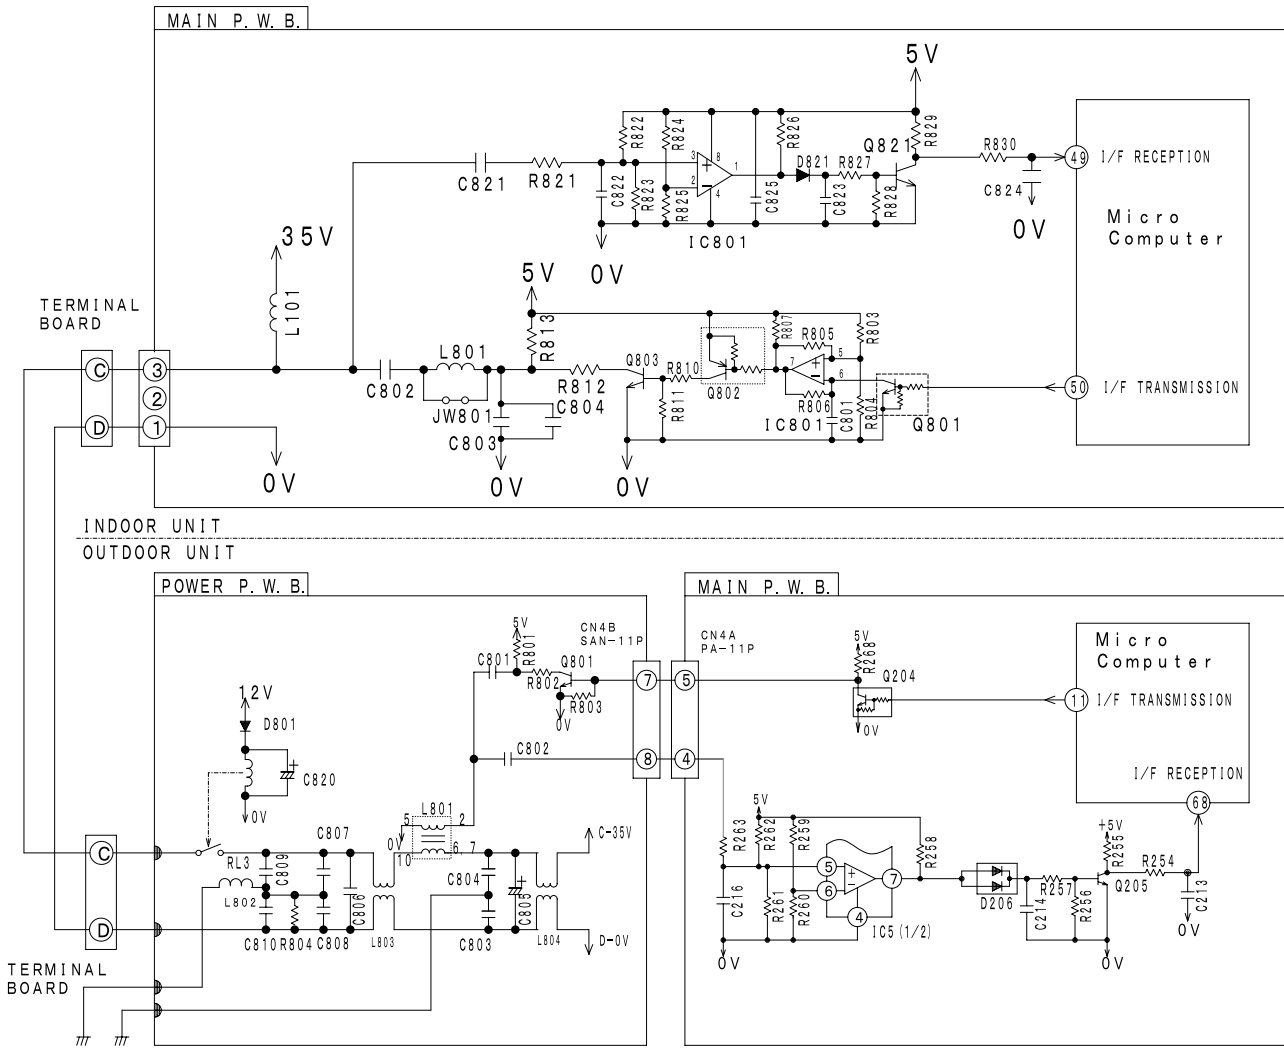 MAIN P. W. B.
5V
R822
R824
R826
R829
Q821
R830
49
I/F RECEPTION
3
8
1
2
4
D821
R827
C821
R821
C822
R823
R825
C825
C823
R828
C824
IC801
0V
0V
Micro
Computer
35V
L101
5V
R813
TERMINAL
BOARD
C
3
2
D
1
L801
C802
JW801
R812
C804
C803
Q803
R810
R811
Q802
R807
R805
R803
7
5
6
R806
C801
R804
IC801
Q801
50
I/F TRANSMISSION
0V
0V
0V
INDOOR UNIT
OUTDOOR UNIT
POWER P. W. B.
MAIN P. W. B.
5V
R801
C801
Q801
R802
R803
0V
CN4B
SAN-11P
CN4A
PA-11P
7
5
8
4
5V
R268
Q204
0V
Micro
Computer
11
I/F TRANSMISSION
I/F RECEPTION
68
12V
D801
C820
0V
C802
L801
5
2
0V
10
6, 7
C-35V
C
RL3
C809
C807
L802
C806
C804
C805
D
C810
R804
C808
L803
C803
L804
D-0V
TERMINAL
BOARD
5V
R263
R262
R259
R258
5
6
7
4
C216
R261
R260
IC5 (1/2)
D206
C214
R257
R256
+5V
R255
Q205
R254
C213
0V
0V
0V